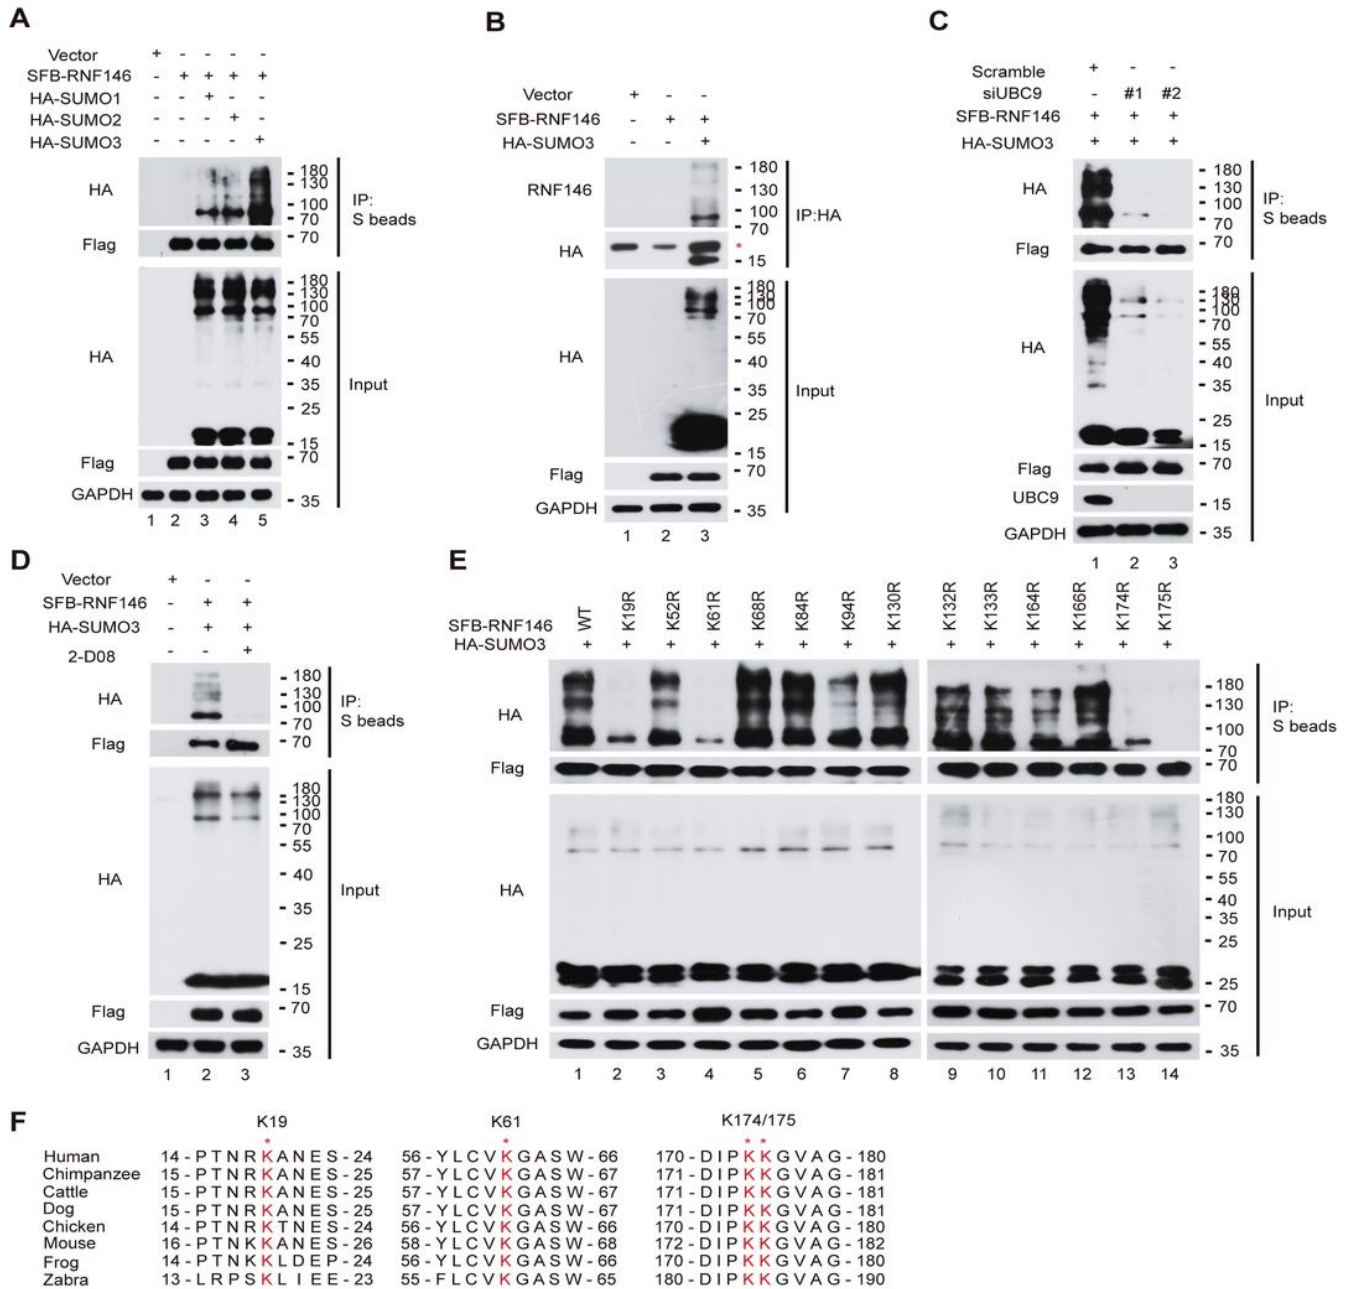 A
Vector + - - - -
SFB-RNF146 - + + + +
HA-SUMO1 - - + - -
HA-SUMO2 - - - + -
HA-SUMO3 - - - - +
HA
180
130
100
70
IP:
S beads
Flag
70
HA
180
130
100
70
55
40
35
25
15
Input
Flag
70
GAPDH
35
1 2 3 4 5
B
Vector + - -
SFB-RNF146 - + +
HA-SUMO3 - - +
RNF146
180
130
100
70
IP:HA
HA
*
15
HA
180
130
100
70
55
40
35
25
15
Input
Flag
70
GAPDH
35
1 2 3
C
Scramble + - -
siUBC9 - #1 #2
SFB-RNF146 + + +
HA-SUMO3 + + +
HA
180
130
100
70
IP:
S beads
Flag
70
HA
180
130
100
70
55
40
35
25
15
Input
Flag
70
UBC9
15
GAPDH
35
1 2 3
D
Vector + - -
SFB-RNF146 - + +
HA-SUMO3 - + +
2-D08 - - +
HA
180
130
100
70
IP:
S beads
Flag
70
HA
180
130
100
70
55
40
35
25
15
Input
Flag
70
GAPDH
35
1 2 3
E
SFB-RNF146 WT K19R K52R K61R K68R K84R K94R K130R K132R K133R K164R K166R K174R K175R
HA-SUMO3 + + + + + + + + + + + + + +
HA
180
130
100
70
IP:
S beads
Flag
70
HA
180
130
100
70
55
40
35
25
25
Input
Flag
70
GAPDH
35
1 2 3 4 5 6 7 8 9 10 11 12 13 14
F
K19 K61 K174/175
* * * *
Human 14-PTNRKANES-24 56-YLCVKGASW-66 170-DIPKKGVAG-180
Chimpanzee 15-PTNRKANES-25 57-YLCVKGASW-67 171-DIPKKGVAG-181
Cattle 15-PTNRKANES-25 57-YLCVKGASW-67 171-DIPKKGVAG-181
Dog 15-PTNRKANES-25 57-YLCVKGASW-67 171-DIPKKGVAG-181
Chicken 14-PTNRKTNES-24 56-YLCVKGASW-66 170-DIPKKGVAG-180
Mouse 16-PTNKKANES-26 58-YLCVKGASW-68 172-DIPKKGVAG-182
Frog 14-PTNKKLDEP-24 56-YLCVKGASW-66 170-DIPKKGVAG-180
Zabra 13-LRPSKLIEE-23 55-FLCVKGASW-65 180-DIPKKGVAG-190